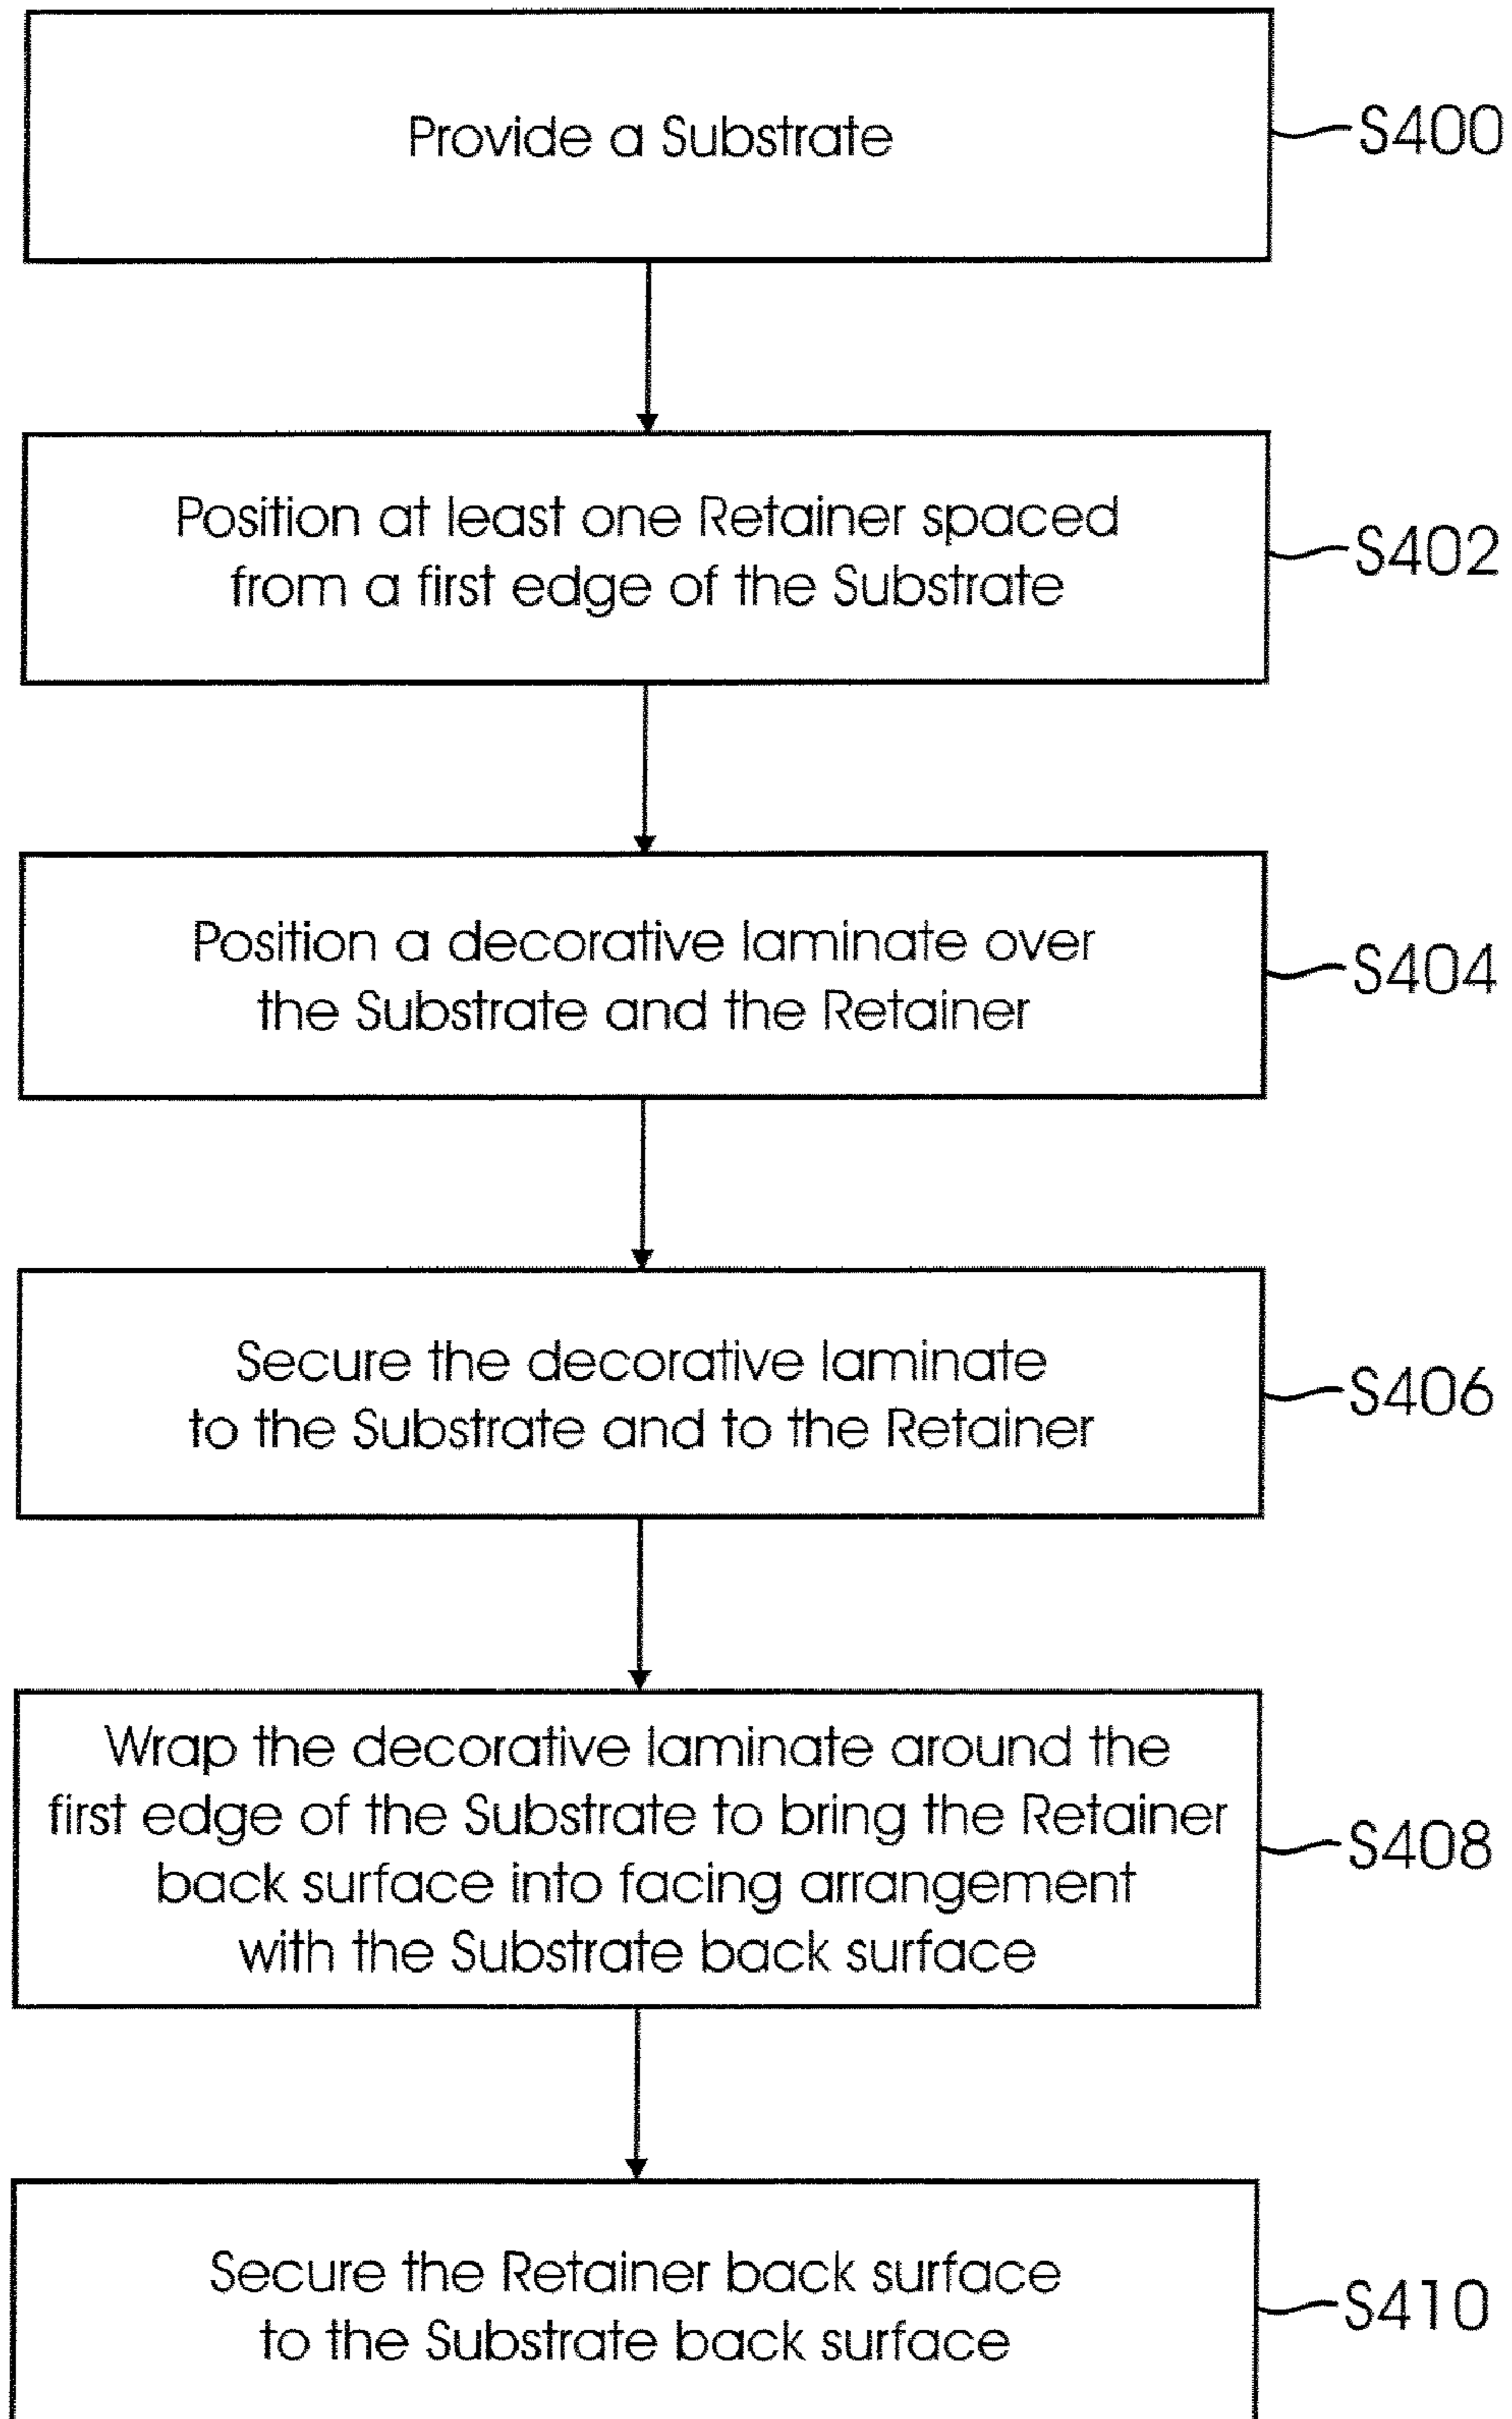 Provide a Substrate
S400
Position at least one Retainer spaced
from a first edge of the Substrate
S402
Position a decorative laminate over
the Substrate and the Retainer
S404
Secure the decorative laminate
to the Substrate and to the Retainer
S406
Wrap the decorative laminate around the
first edge of the Substrate to bring the Retainer
back surface into facing arrangement
with the Substrate back surface
S408
Secure the Retainer back surface
to the Substrate back surface
S410